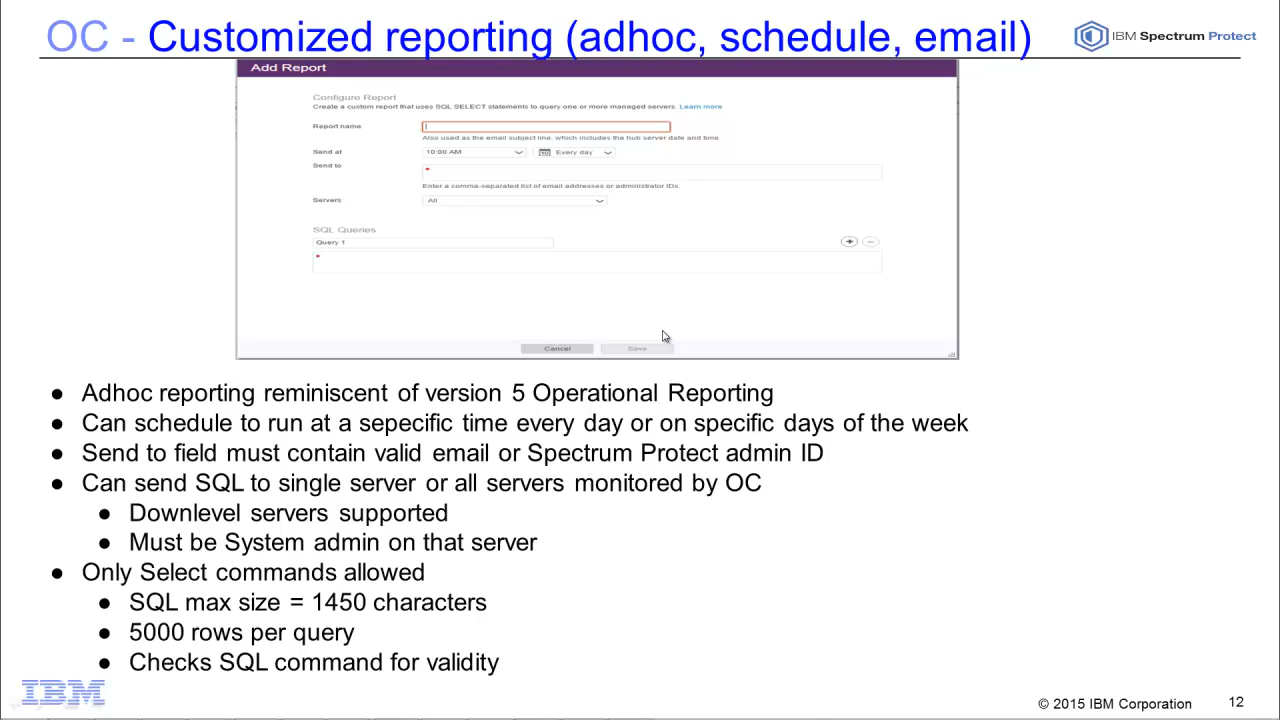 OC - Customized reporting (adhoc, schedule, email)
IBM Spectrum Protect
Add Report
Configure Report
Create a custom report that uses SQL SELECT statements to query one or more managed servers. Learn more
Report name
Also used as the email subject line, which includes the hub server date and time.
Send at
10:00 AM
Every day
Send to
*
Enter a comma-separated list of email addresses or administrator IDs.
Servers
All
SQL Queries
Query 1
*
Cancel
Save
● Adhoc reporting reminiscent of version 5 Operational Reporting
● Can schedule to run at a sepecific time every day or on specific days of the week
● Send to field must contain valid email or Spectrum Protect admin ID
● Can send SQL to single server or all servers monitored by OC
● Downlevel servers supported
● Must be System admin on that server
● Only Select commands allowed
● SQL max size = 1450 characters
● 5000 rows per query
● Checks SQL command for validity
IBM
© 2015 IBM Corporation
12